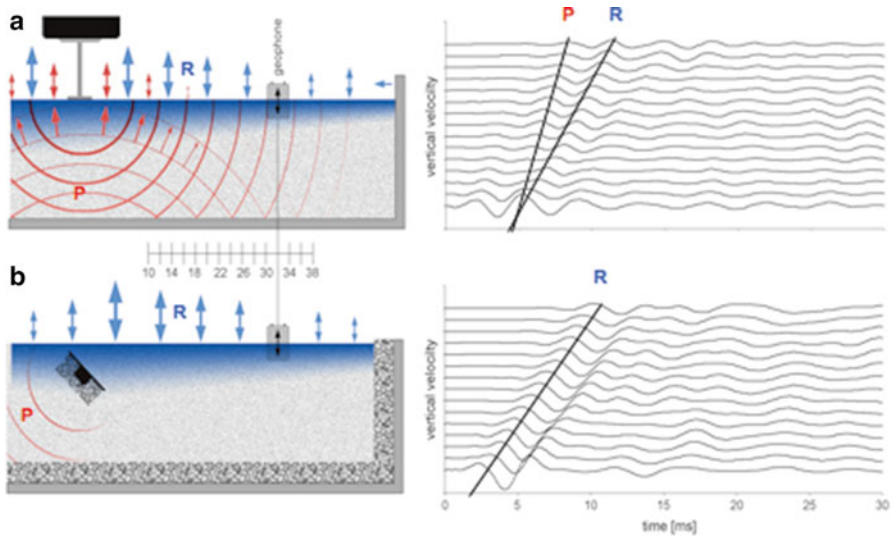 a
P R
R
geophone
P
vertical velocity
10 14 18 22 26 30 34 38
b
R
R
P
vertical velocity
0 5 10 15 20 25 30
time [ms]